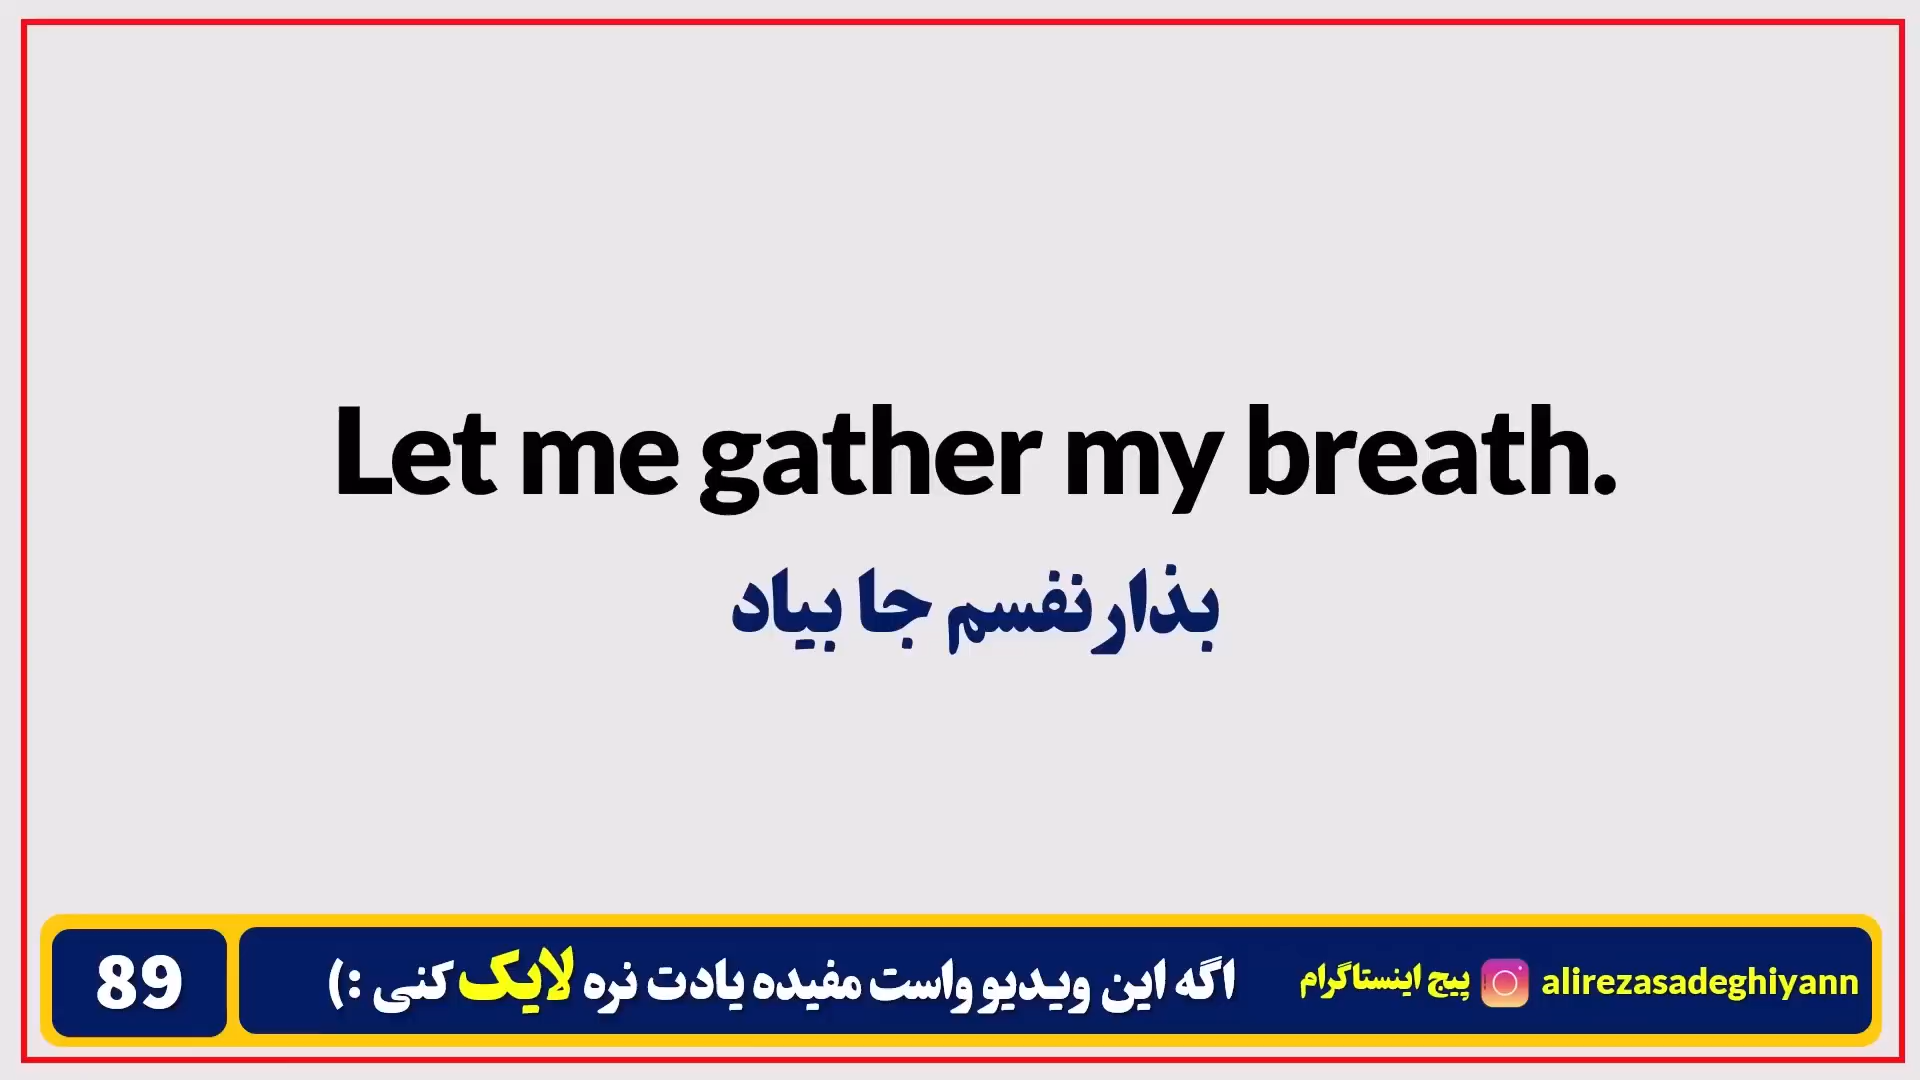 Let me gather my breath.
بذار نفسم جا بیاد
89
اگه این ویدیو واست مفیده یادت نره لایک کنی :)
پیج اینستاگرام
alirezasadeghiyann